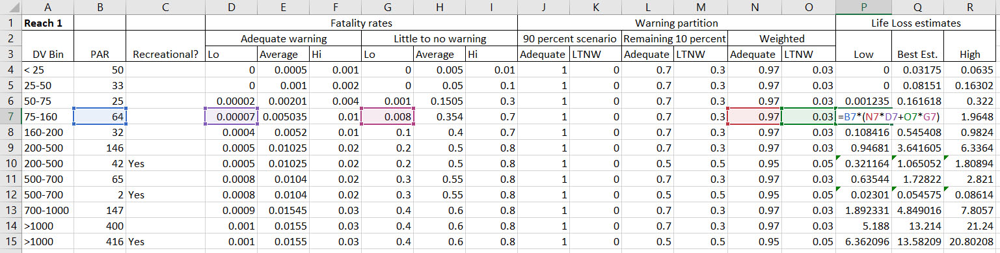 A B C D E F G H I J K L M N O P Q R
1 Reach 1 Fatality rates Warning partition Life Loss estimates
2 Adequate warning Little to no warning 90 percent scenario Remaining 10 percent Weighted
3 DV Bin PAR Recreational? Lo Average Hi Lo Average Hi Adequate LTNW Adequate LTNW Adequate LTNW Low Best Est. High
4 < 25 50 0 0.0005 0.001 0 0.005 0.01 1 0 0.7 0.3 0.97 0.03 0 0.03175 0.0635
5 25-50 33 0 0.001 0.002 0 0.05 0.1 1 0 0.7 0.3 0.97 0.03 0 0.08151 0.16302
6 50-75 25 0.00002 0.00201 0.004 0.001 0.1505 0.3 1 0 0.7 0.3 0.97 0.03 0.001235 0.161618 0.322
7 75-160 64 0.00007 0.005035 0.01 0.008 0.354 0.7 1 0 0.7 0.3 0.97 0.03 =B7*(N7*D7+O7*G7) 1.9648
8 160-200 32 0.0004 0.0052 0.01 0.1 0.4 0.7 1 0 0.7 0.3 0.97 0.03 0.108416 0.545408 0.9824
9 200-500 146 0.0005 0.01025 0.02 0.2 0.5 0.8 1 0 0.7 0.3 0.97 0.03 0.94681 3.641605 6.3364
10 200-500 42 Yes 0.0005 0.01025 0.02 0.2 0.5 0.8 1 0 0.5 0.5 0.95 0.05 0.321164 1.065052 1.80894
11 500-700 65 0.0008 0.0104 0.02 0.3 0.55 0.8 1 0 0.7 0.3 0.97 0.03 0.63544 1.72822 2.821
12 500-700 2 Yes 0.0008 0.0104 0.02 0.3 0.55 0.8 1 0 0.5 0.5 0.95 0.05 0.02301 0.054575 0.08614
13 700-1000 147 0.0009 0.01545 0.03 0.4 0.6 0.8 1 0 0.7 0.3 0.97 0.03 1.892331 4.849016 7.8057
14 >1000 400 0.001 0.0155 0.03 0.4 0.6 0.8 1 0 0.7 0.3 0.97 0.03 5.188 13.214 21.24
15 >1000 416 Yes 0.001 0.0155 0.03 0.4 0.6 0.8 1 0 0.5 0.5 0.95 0.05 6.362096 13.58209 20.80208